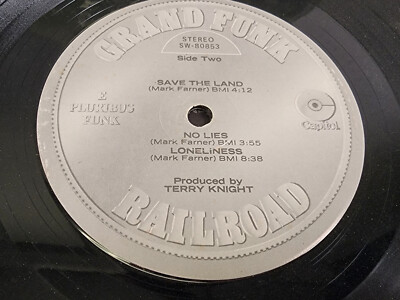 GRAND FUNK
STEREO
SW-80853
Side Two
SAVE THE LAND
(Mark Farner) BMI 4:12
E
PLURIBUS
FUNK
Capitol
NO LIES
(Mark Farner) BMI 3:55
LONELINESS
(Mark Farner) BMI 8:38
Produced by
TERRY KNIGHT
RAILROAD